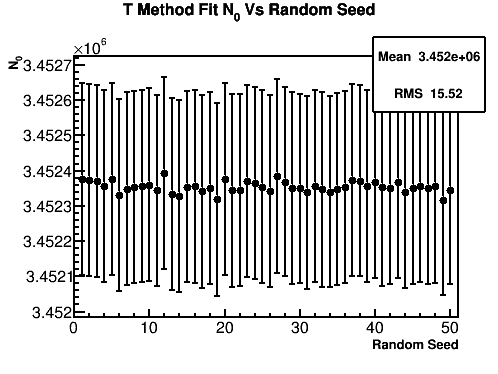 T Method Fit N₀ Vs Random Seed
×10⁶
N₀
Mean 3.452e+06
RMS 15.52
3.4527
3.4526
3.4525
3.4524
3.4523
3.4522
3.4521
3.452
0 10 20 30 40 50
Random Seed